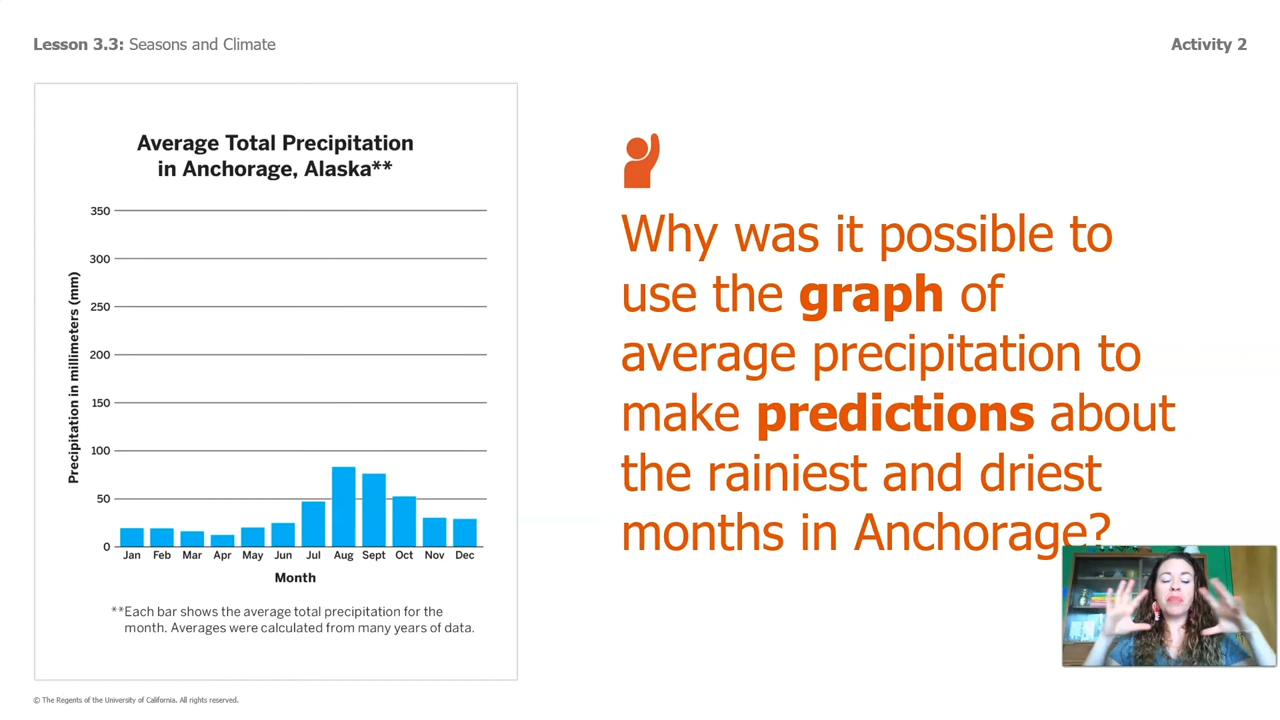 Lesson 3.3: Seasons and Climate
Activity 2
Average Total Precipitation
in Anchorage, Alaska**
350
300
250
200
150
100
50
0
Precipitation in millimeters (mm)
Jan Feb Mar Apr May Jun Jul Aug Sept Oct Nov Dec
Month
**Each bar shows the average total precipitation for the
month. Averages were calculated from many years of data.
Why was it possible to
use the graph of
average precipitation to
make predictions about
the rainiest and driest
months in Anchorage?
© The Regents of the University of California. All rights reserved.